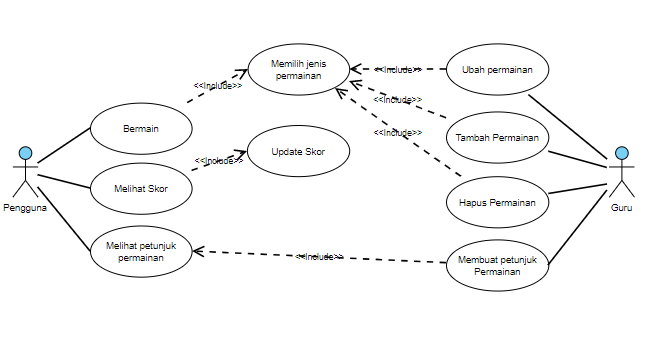 Memilih jenis
permainan
Ubah permainan
<<Include>>
<<Include>>
<<Include>>
Bermain
<<Include>>
Tambah Permainan
Update Skor
<<Include>>
Melihat Skor
Pengguna
Guru
Hapus Permainan
Melihat petunjuk
permainan
<<Include>>
Membuat petunjuk
Permainan